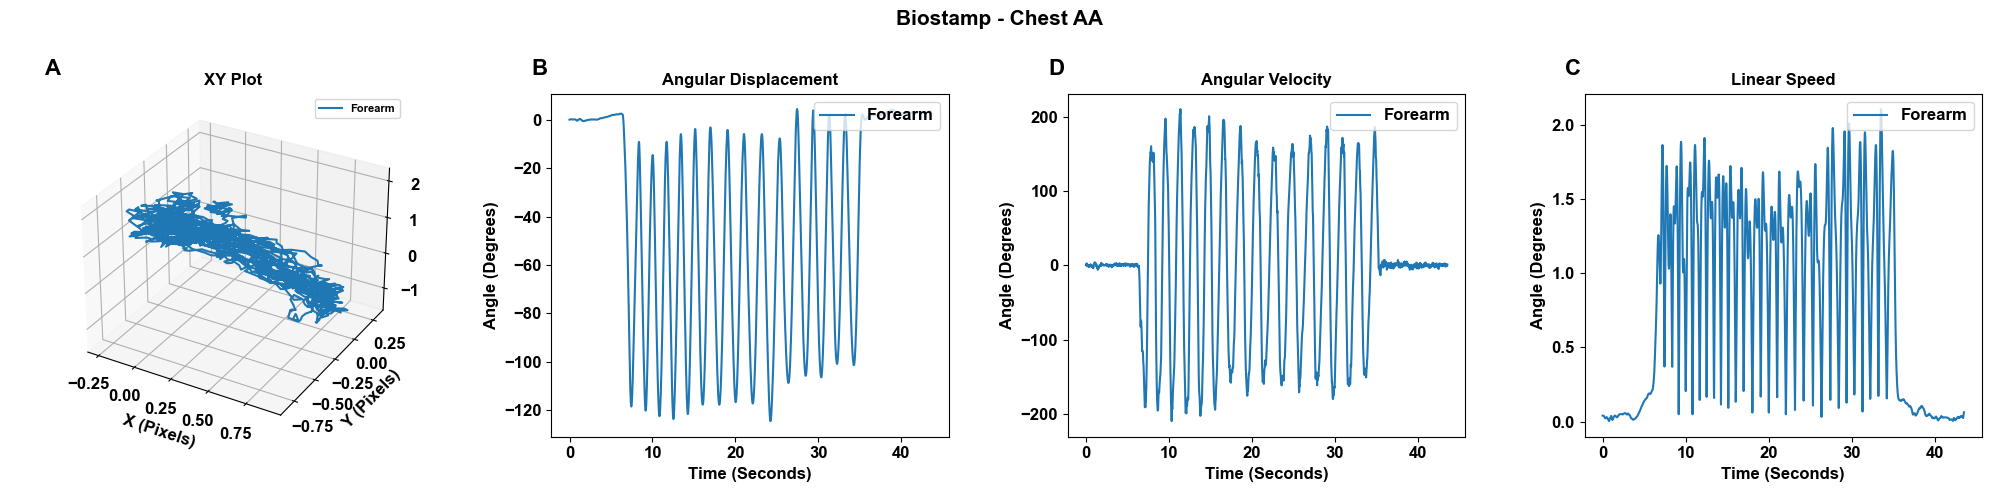 Biostamp - Chest AA
A
XY Plot
Forearm
2
1
0
−1
0.25
0.00
−0.25
−0.50
−0.75
Y (Pixels)
−0.25
0.00
0.25
0.50
0.75
X (Pixels)
B
Angular Displacement
Forearm
0
−20
−40
−60
−80
−100
−120
Angle (Degrees)
0 10 20 30 40
Time (Seconds)
D
Angular Velocity
Forearm
200
100
0
−100
−200
Angle (Degrees)
0 10 20 30 40
Time (Seconds)
C
Linear Speed
Forearm
2.0
1.5
1.0
0.5
0.0
Angle (Degrees)
0 10 20 30 40
Time (Seconds)